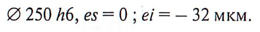 ∅ 250 h6, es = 0 ; ei = – 32 мкм.